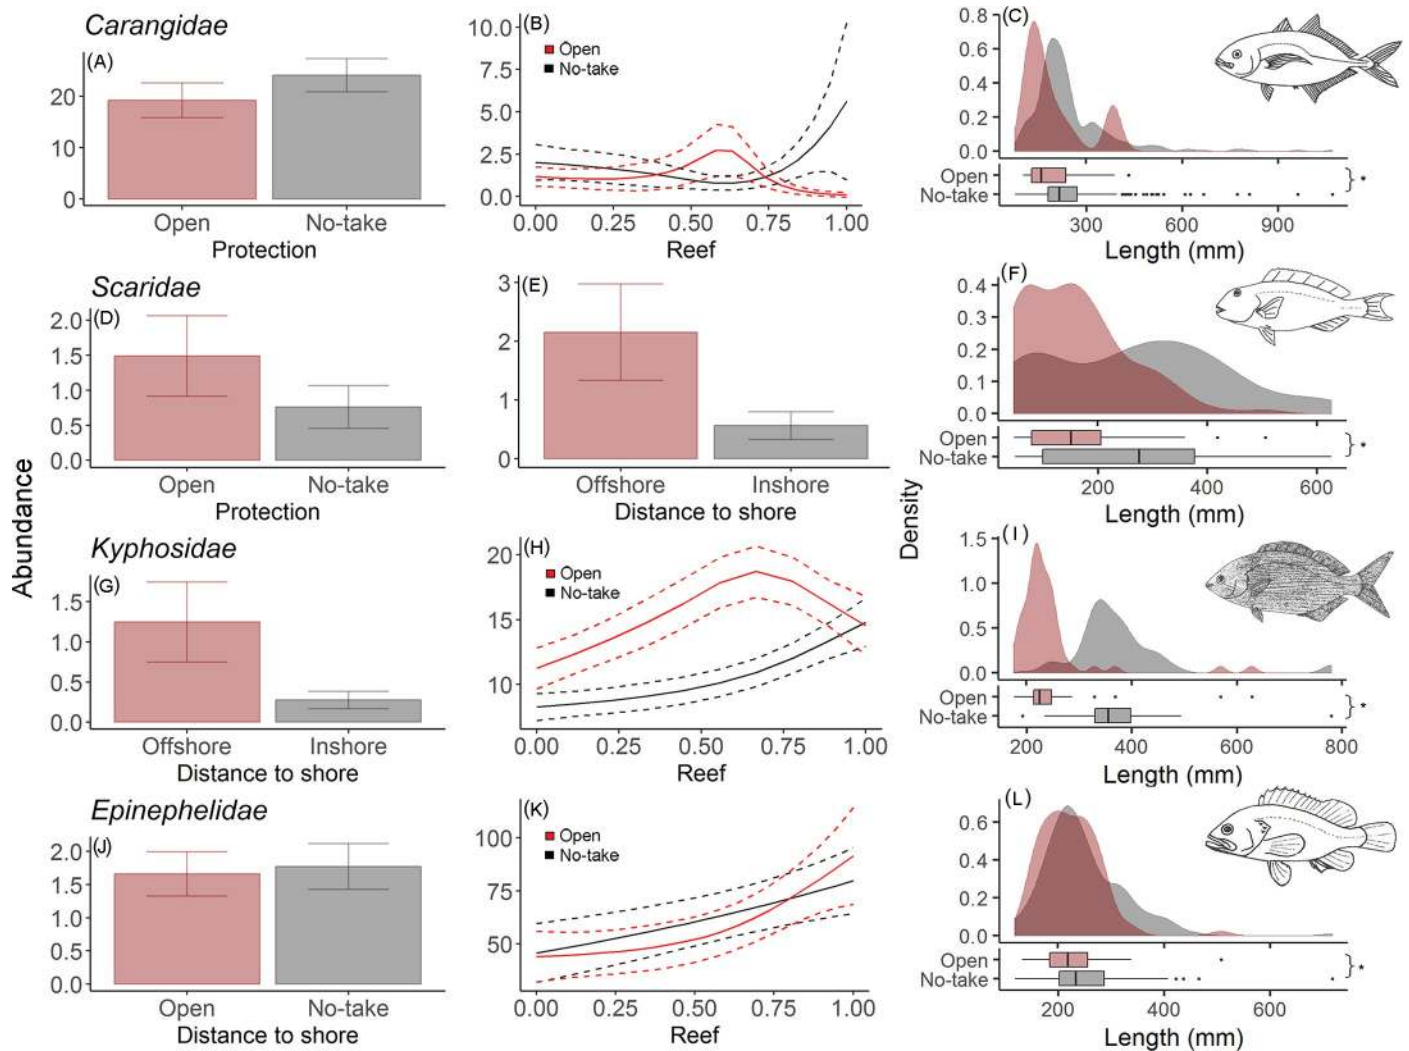 Carangidae
(A)
20
10
0
Open No-take
Protection
(B)
10.0
7.5
5.0
2.5
0.0
Open
No-take
0.00 0.25 0.50 0.75 1.00
Reef
(C)
0.8
0.6
0.4
0.2
0.0
Open
No-take
*
300 600 900
Length (mm)
Scaridae
(D)
2.0
1.5
1.0
0.5
0.0
Open No-take
Protection
(E)
3
2
1
0
Offshore Inshore
Distance to shore
(F)
0.4
0.3
0.2
0.1
0.0
Open
No-take
*
200 400 600
Length (mm)
Abundance
Density
Kyphosidae
(G)
1.5
1.0
0.5
0.0
Offshore Inshore
Distance to shore
(H)
20
15
10
Open
No-take
0.00 0.25 0.50 0.75 1.00
Reef
(I)
1.5
1.0
0.5
0.0
Open
No-take
*
200 400 600 800
Length (mm)
Epinephelidae
(J)
2.0
1.5
1.0
0.5
0.0
Open No-take
Distance to shore
(K)
100
75
50
Open
No-take
0.00 0.25 0.50 0.75 1.00
Reef
(L)
0.6
0.4
0.2
0.0
Open
No-take
*
200 400 600
Length (mm)